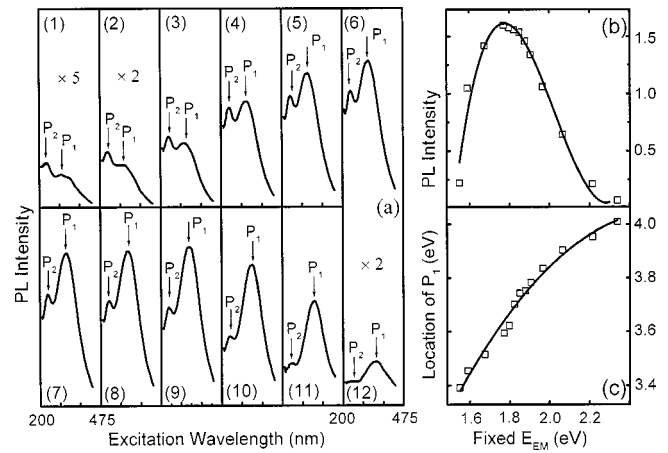 (1) (2) (3) (4) (5) (6)
× 5 × 2
P2 P1
P2 P1
P2 P1
P2 P1
P2 P1
P2 P1
(a)
PL Intensity
P2 P1
P2 P1
P2 P1
P2 P1
P2 P1
× 2
P2 P1
(7) (8) (9) (10) (11) (12)
200 475 200 475
Excitation Wavelength (nm)
(b)
1.5
1.0
0.5
PL Intensity
4.0
3.8
3.6
3.4
Location of P1 (eV)
(c)
1.6 1.8 2.0 2.2
Fixed EEM (eV)